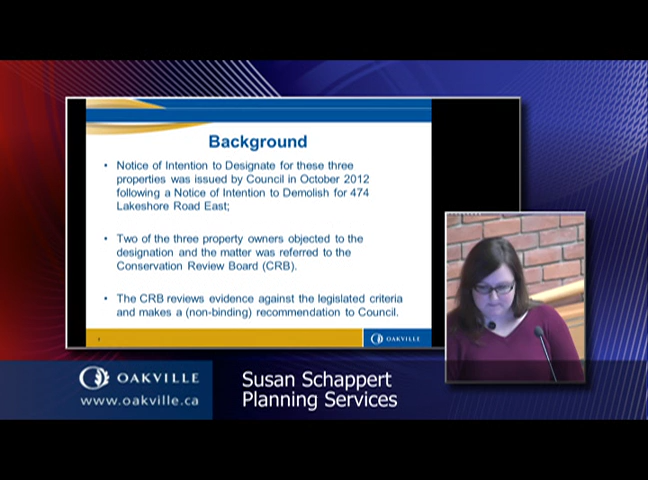 Background
• Notice of Intention to Designate for these three
properties was issued by Council in October 2012
following a Notice of Intention to Demolish for 474
Lakeshore Road East;
• Two of the three property owners objected to the
designation and the matter was referred to the
Conservation Review Board (CRB).
• The CRB reviews evidence against the legislated criteria
and makes a (non-binding) recommendation to Council.
OAKVILLE
OAKVILLE
www.oakville.ca
Susan Schappert
Planning Services